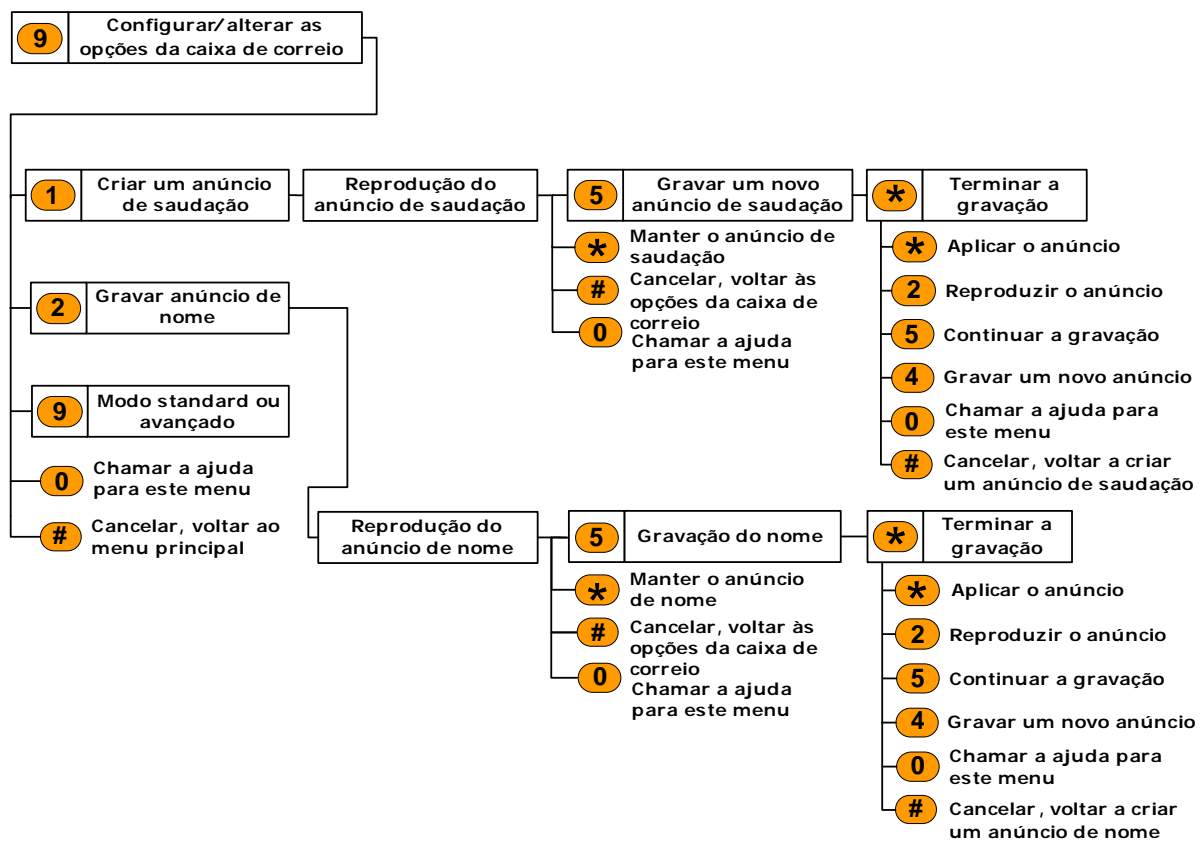 9
Configurar/alterar as
opções da caixa de correio
1
Criar um anúncio
de saudação
Reprodução do
anúncio de saudação
5
Gravar um novo
anúncio de saudação
*
Terminar a
gravação
*
Manter o anúncio de
saudação
#
Cancelar, voltar às
opções da caixa de
correio
0
Chamar a ajuda
para este menu
*
Aplicar o anúncio
2
Reproduzir o anúncio
5
Continuar a gravação
4
Gravar um novo anúncio
0
Chamar a ajuda para
este menu
#
Cancelar, voltar a criar
um anúncio de saudação
2
Gravar anúncio de
nome
9
Modo standard ou
avançado
0
Chamar a ajuda
para este menu
#
Cancelar, voltar ao
menu principal
Reprodução do
anúncio de nome
5
Gravação do nome
*
Terminar a
gravação
*
Manter o anúncio
de nome
#
Cancelar, voltar às
opções da caixa de
correio
0
Chamar a ajuda
para este menu
*
Aplicar o anúncio
2
Reproduzir o anúncio
5
Continuar a gravação
4
Gravar um novo anúncio
0
Chamar a ajuda para
este menu
#
Cancelar, voltar a criar
um anúncio de nome